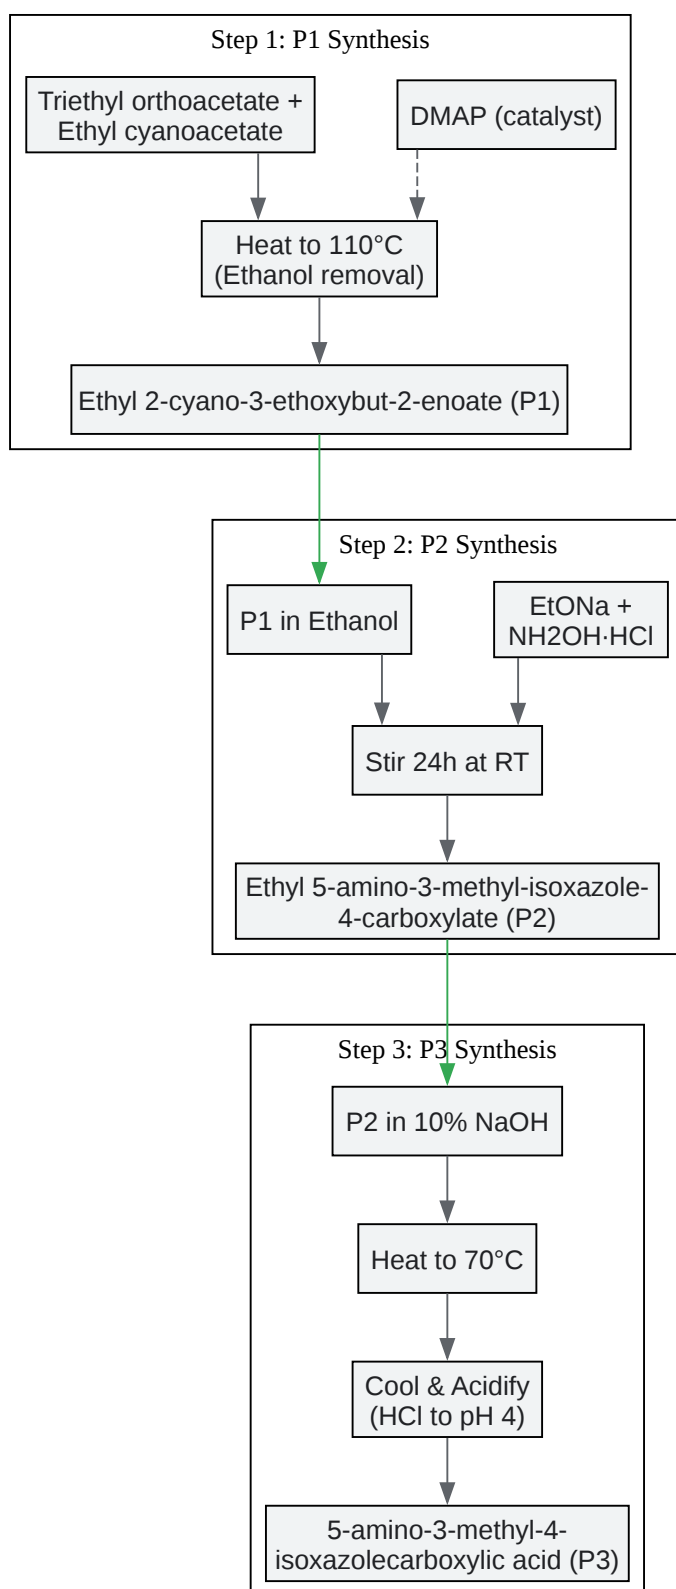 Step 1: P1 Synthesis
Triethyl orthoacetate +
Ethyl cyanoacetate
DMAP (catalyst)
Heat to 110°C
(Ethanol removal)
Ethyl 2-cyano-3-ethoxybut-2-enoate (P1)
Step 2: P2 Synthesis
P1 in Ethanol
EtONa +
NH2OH·HCl
Stir 24h at RT
Ethyl 5-amino-3-methyl-isoxazole-
4-carboxylate (P2)
Step 3: P3 Synthesis
P2 in 10% NaOH
Heat to 70°C
Cool & Acidify
(HCl to pH 4)
5-amino-3-methyl-4-
isoxazolecarboxylic acid (P3)